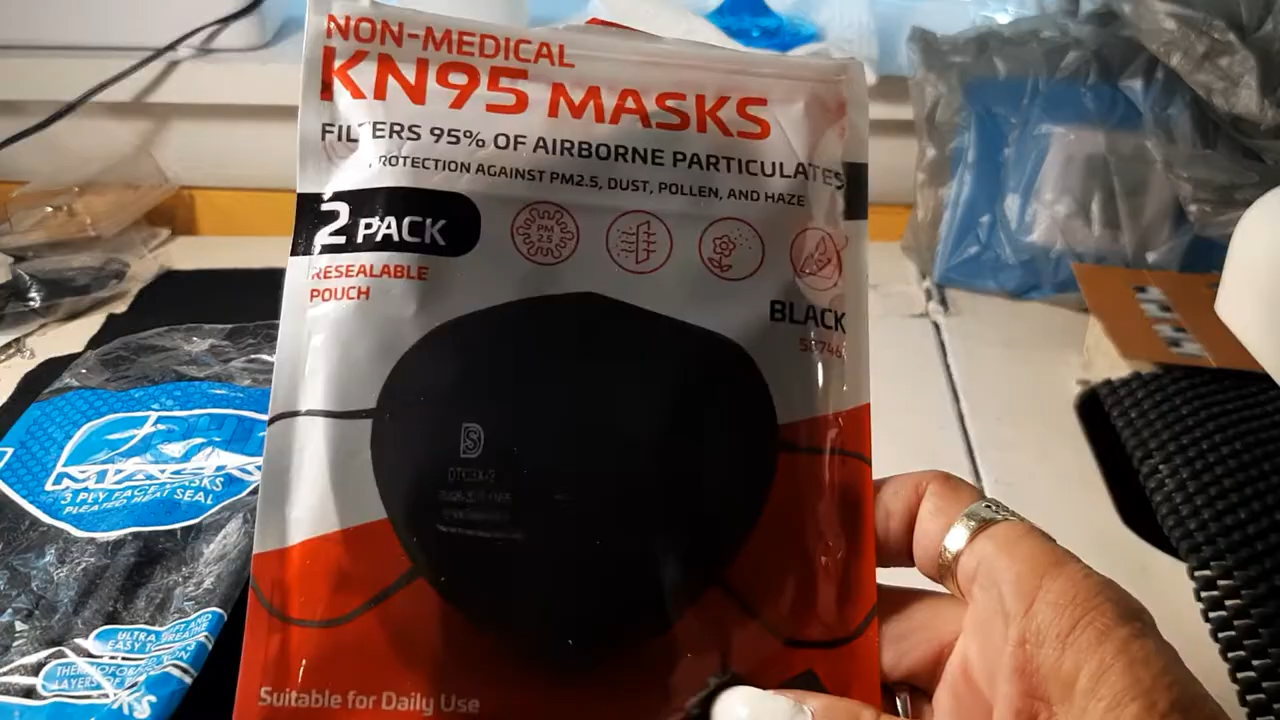 NON-MEDICAL
KN95 MASKS
FILTERS 95% OF AIRBORNE PARTICULATES
PROTECTION AGAINST PM2.5, DUST, POLLEN, AND HAZE
2 PACK
PM
2.5
RESEALABLE
POUCH
BLACK
Suitable for Daily Use
MASKS
3 PLY FACE MASKS
PLEATED HEAT SEAL
ULTRA SOFT AND
EASY TO BREATHE
LAYERS OF